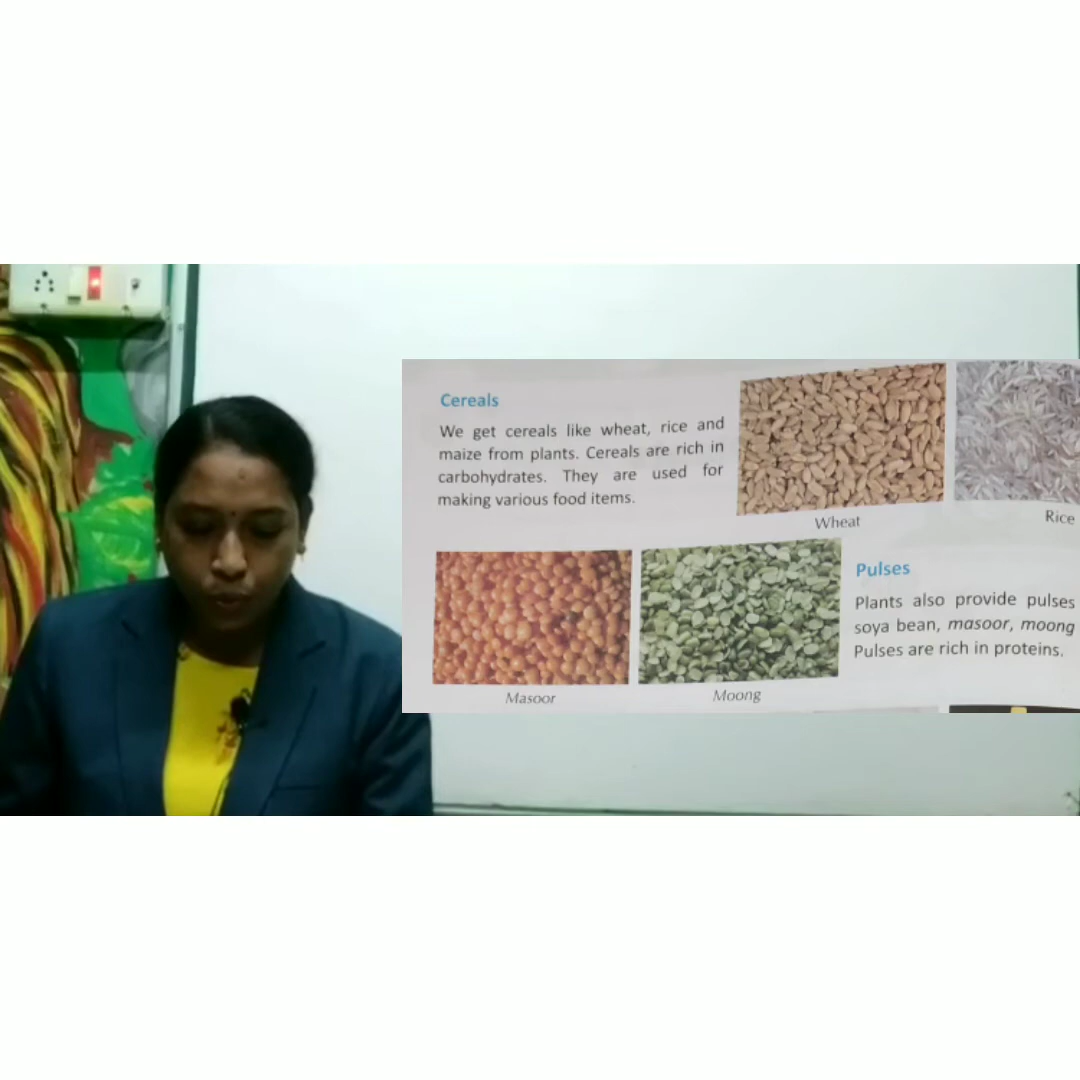 Cereals
We get cereals like wheat, rice and
maize from plants. Cereals are rich in
carbohydrates. They are used for
making various food items.
Wheat
Rice
Masoor
Moong
Pulses
Plants also provide pulses
soya bean, masoor, moong
Pulses are rich in proteins.